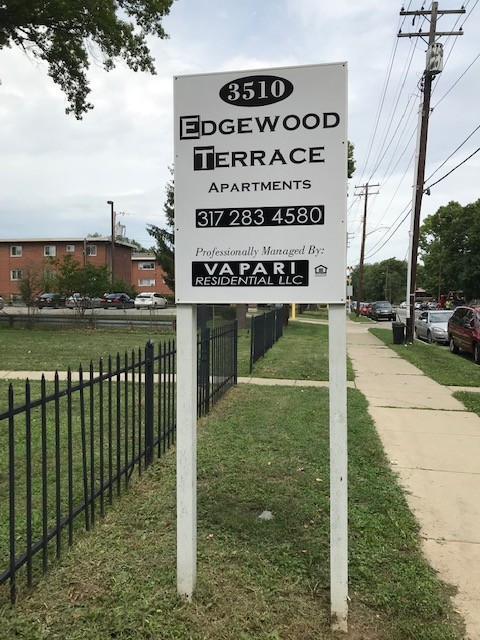 3510
EDGEWOOD
TERRACE
APARTMENTS
317 283 4580
Professionally Managed By:
VAPARI
RESIDENTIAL LLC